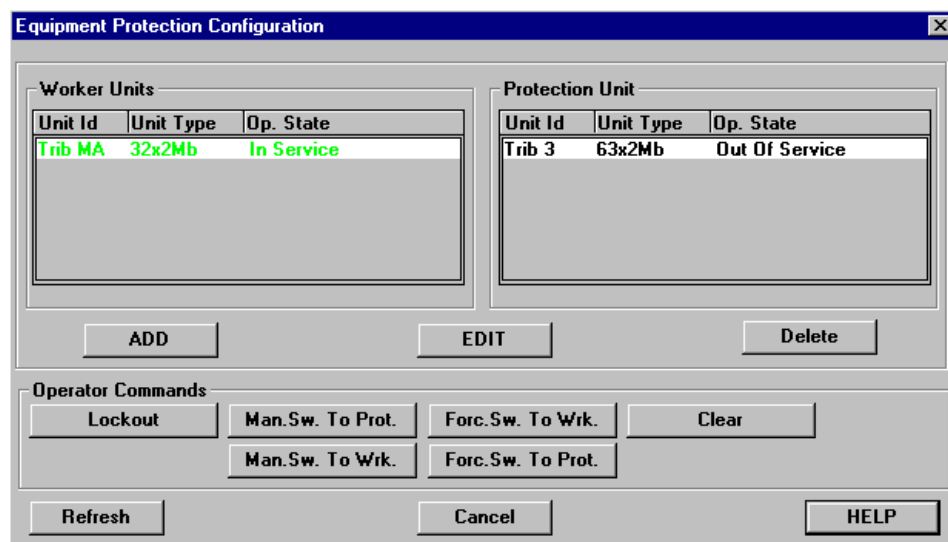 Equipment Protection Configuration
Worker Units
Unit Id Unit Type Op. State
Trib MA 32x2Mb In Service
Protection Unit
Unit Id Unit Type Op. State
Trib 3 63x2Mb Out Of Service
ADD EDIT Delete
Operator Commands
Lockout Man.Sw. To Prot. Forc.Sw. To Wrk. Clear
Man.Sw. To Wrk. Forc.Sw. To Prot.
Refresh Cancel HELP